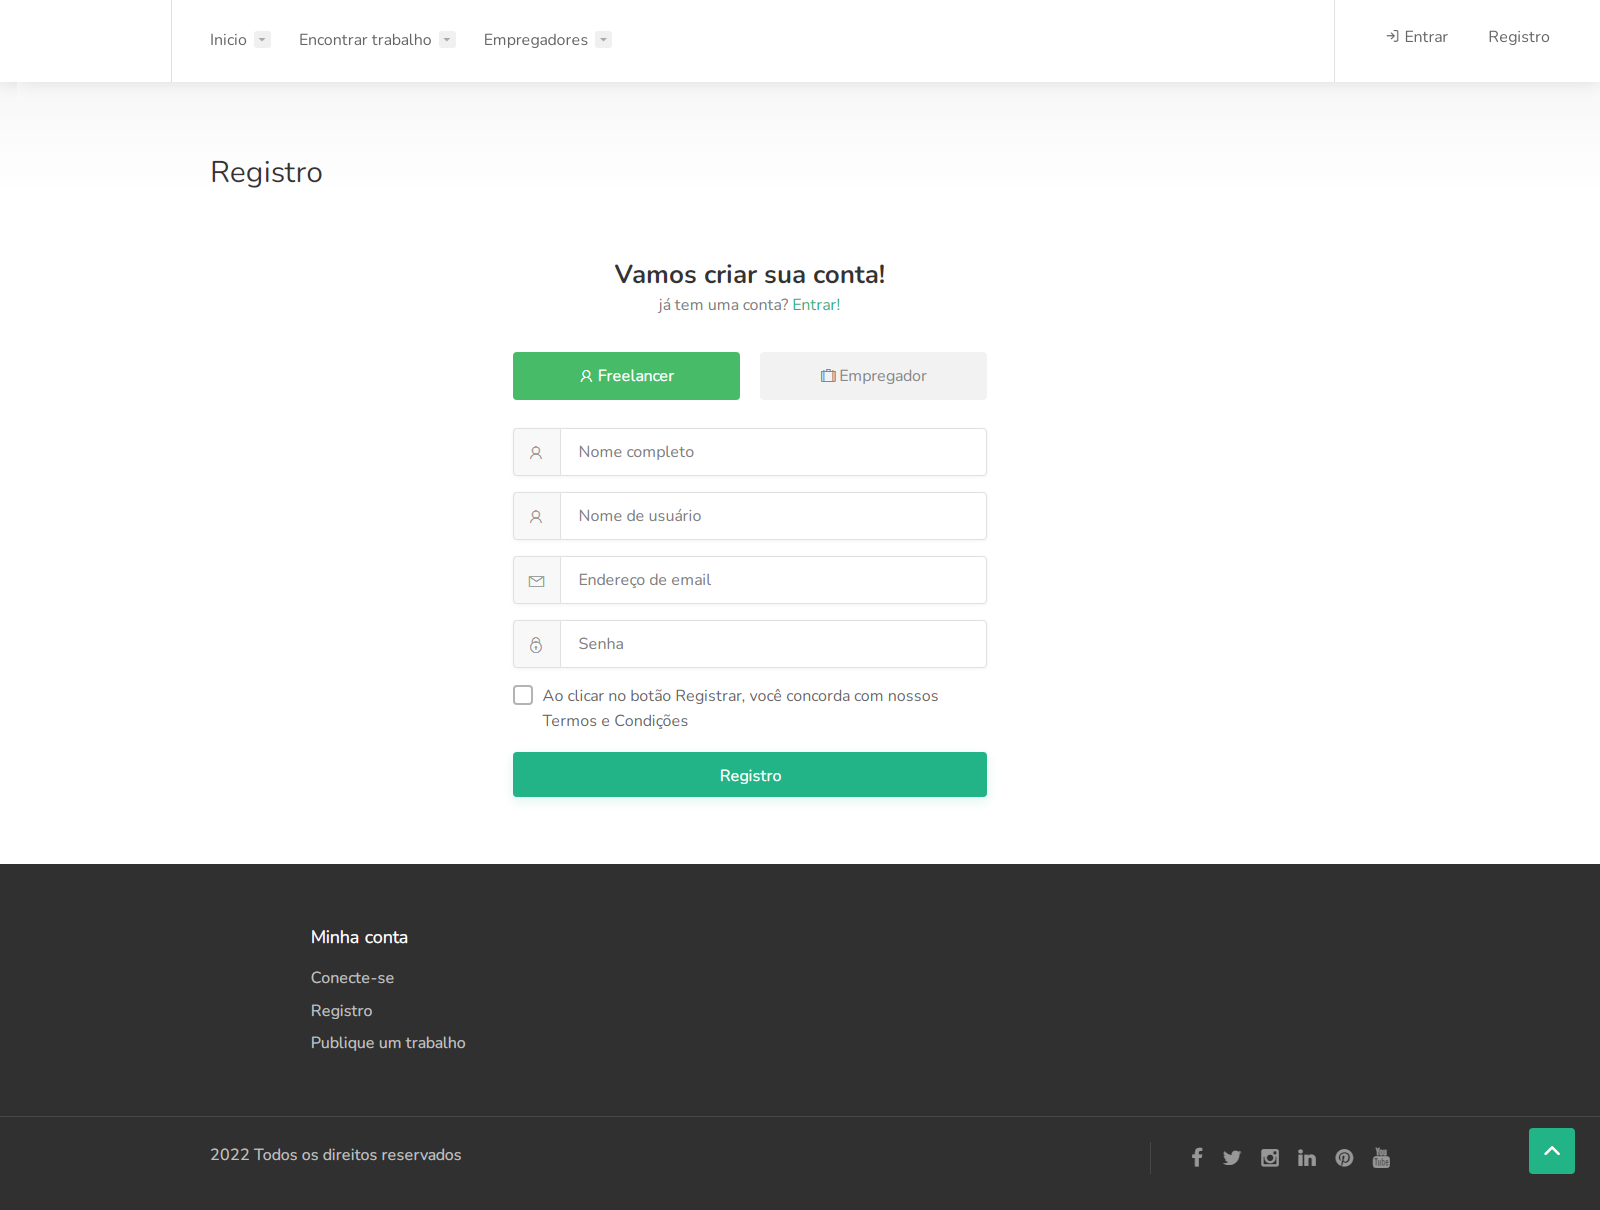 Inicio Encontrar trabalho Empregadores Entrar Registro
Registro
Vamos criar sua conta!
já tem uma conta? Entrar!
Freelancer Empregador
Nome completo
Nome de usuário
Endereço de email
Senha
Ao clicar no botão Registrar, você concorda com nossos
Termos e Condições
Registro
Minha conta
Conecte-se
Registro
Publique um trabalho
2022 Todos os direitos reservados
You
Tube